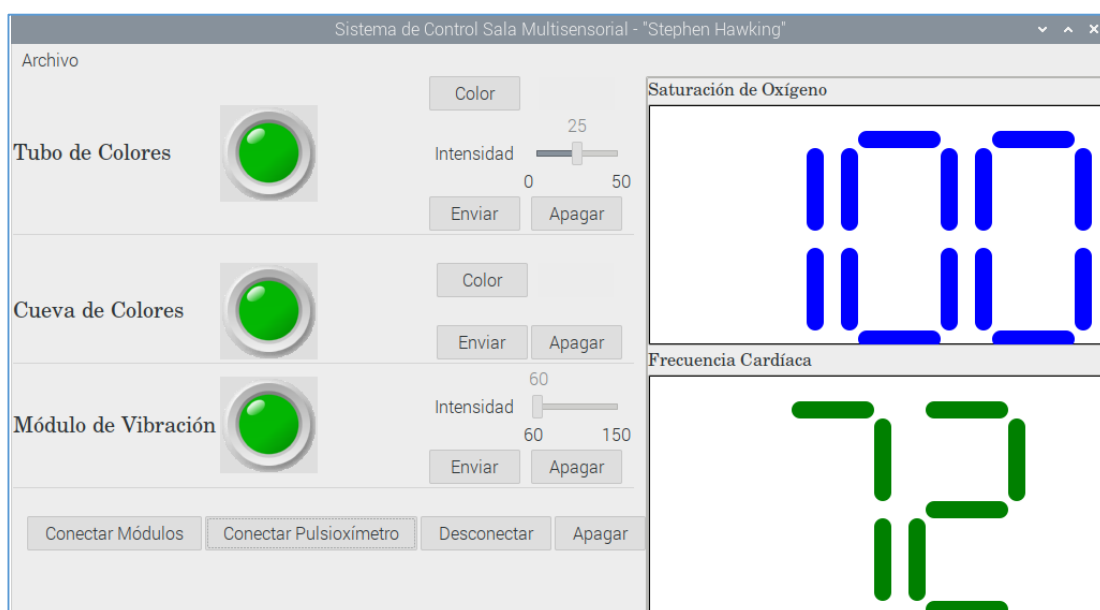 Sistema de Control Sala Multisensorial - "Stephen Hawking"
Archivo
Tubo de Colores
Color
25
Intensidad
0 50
Enviar Apagar
Cueva de Colores
Color
Enviar Apagar
Módulo de Vibración
60
Intensidad
60 150
Enviar Apagar
Conectar Módulos Conectar Pulsioxímetro Desconectar Apagar
Saturación de Oxígeno
100
Frecuencia Cardíaca
72